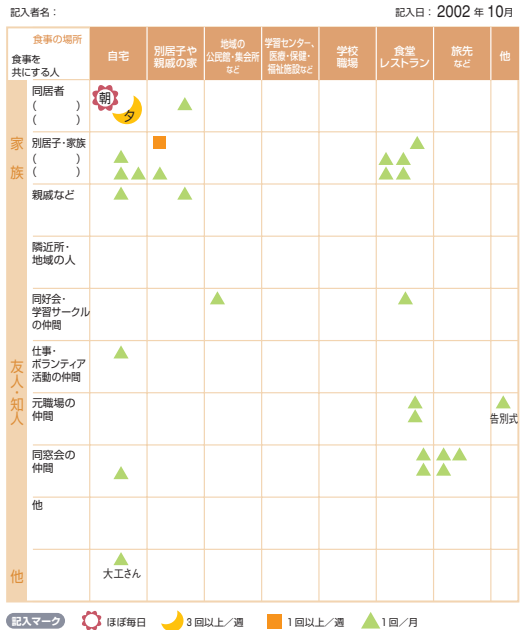 記入者名：
記入日： 2002 年 10月
食事の場所
食事を
共にする人
自宅
別居子や
親戚の家
地域の
公民館・集会所
など
学習センター、
医療・保健・
福祉施設など
学校
職場
食堂
レストラン
旅先
など
他
家族
同居者
(　　　　)
(　　　　)
朝
夕
別居子・家族
(　　　　)
(　　　　)
親戚など
隣近所・
地域の人
友人・知人
同好会・
学習サークル
の仲間
仕事・
ボランティア
活動の仲間
元職場の
仲間
告別式
同窓会の
仲間
他
他
大工さん
記入マーク
ほぼ毎日
3回以上／週
1回以上／週
1回／月